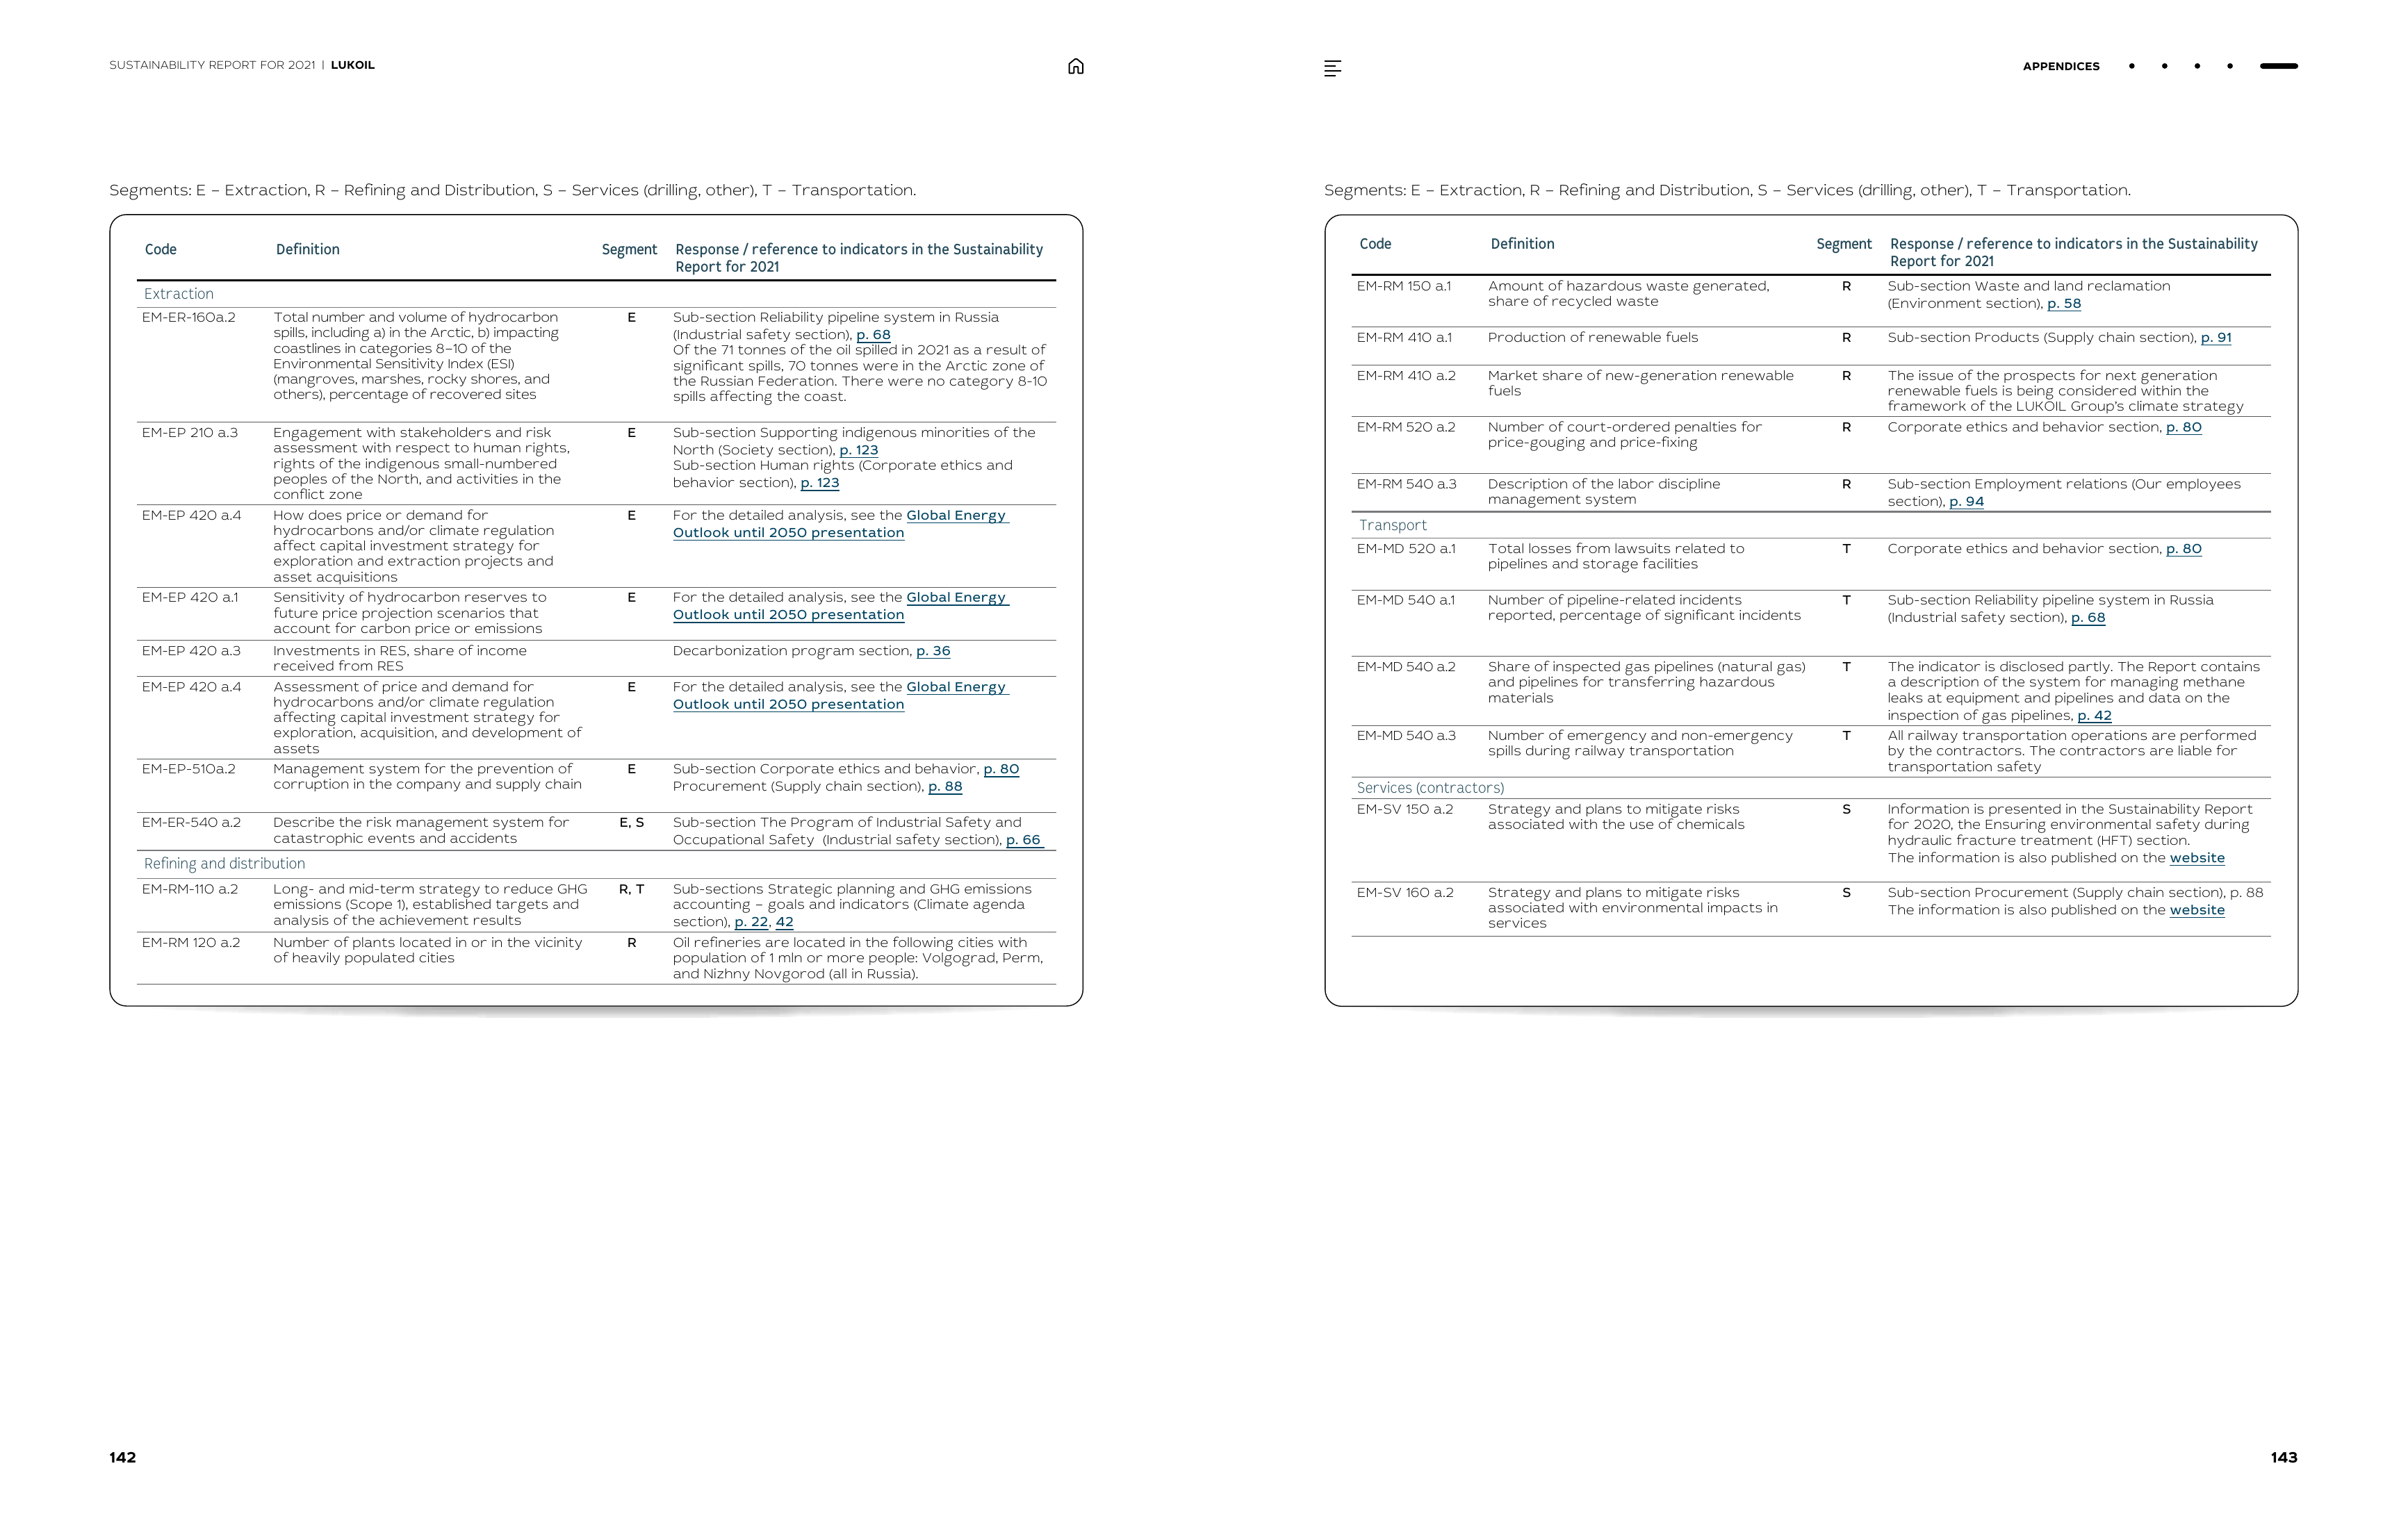 SUSTAINABILITY REPORT FOR 2021 | LUKOIL
Segments: E – Extraction, R – Refining and Distribution, S – Services (drilling, other), T – Transportation.
Code Definition Segment Response / reference to indicators in the Sustainability
Report for 2021
Extraction
EM-ER-160a.2 Total number and volume of hydrocarbon E Sub-section Reliability pipeline system in Russia
spills, including a) in the Arctic, b) impacting (Industrial safety section), p. 68
coastlines in categories 8–10 of the Of the 71 tonnes of the oil spilled in 2021 as a result of
Environmental Sensitivity Index (ESI) significant spills, 70 tonnes were in the Arctic zone of
(mangroves, marshes, rocky shores, and the Russian Federation. There were no category 8-10
others), percentage of recovered sites spills affecting the coast.
EM-EP 210 a.3 Engagement with stakeholders and risk E Sub-section Supporting indigenous minorities of the
assessment with respect to human rights, North (Society section), p. 123
rights of the indigenous small-numbered Sub-section Human rights (Corporate ethics and
peoples of the North, and activities in the behavior section), p. 123
conflict zone
EM-EP 420 a.4 How does price or demand for E For the detailed analysis, see the Global Energy
hydrocarbons and/or climate regulation Outlook until 2050 presentation
affect capital investment strategy for
exploration and extraction projects and
asset acquisitions
EM-EP 420 a.1 Sensitivity of hydrocarbon reserves to E For the detailed analysis, see the Global Energy
future price projection scenarios that Outlook until 2050 presentation
account for carbon price or emissions
EM-EP 420 a.3 Investments in RES, share of income Decarbonization program section, p. 36
received from RES
EM-EP 420 a.4 Assessment of price and demand for E For the detailed analysis, see the Global Energy
hydrocarbons and/or climate regulation Outlook until 2050 presentation
affecting capital investment strategy for
exploration, acquisition, and development of
assets
EM-EP-510a.2 Management system for the prevention of E Sub-section Corporate ethics and behavior, p. 80
corruption in the company and supply chain Procurement (Supply chain section), p. 88
EM-ER-540 a.2 Describe the risk management system for E, S Sub-section The Program of Industrial Safety and
catastrophic events and accidents Occupational Safety (Industrial safety section), p. 66
Refining and distribution
EM-RM-110 a.2 Long- and mid-term strategy to reduce GHG R, T Sub-sections Strategic planning and GHG emissions
emissions (Scope 1), established targets and accounting – goals and indicators (Climate agenda
analysis of the achievement results section), p. 22, 42
EM-RM 120 a.2 Number of plants located in or in the vicinity R Oil refineries are located in the following cities with
of heavily populated cities population of 1 mln or more people: Volgograd, Perm,
and Nizhny Novgorod (all in Russia).
142
APPENDICES
Segments: E – Extraction, R – Refining and Distribution, S – Services (drilling, other), T – Transportation.
Code Definition Segment Response / reference to indicators in the Sustainability
Report for 2021
EM-RM 150 a.1 Amount of hazardous waste generated, R Sub-section Waste and land reclamation
share of recycled waste (Environment section), p. 58
EM-RM 410 a.1 Production of renewable fuels R Sub-section Products (Supply chain section), p. 91
EM-RM 410 a.2 Market share of new-generation renewable R The issue of the prospects for next generation
fuels renewable fuels is being considered within the
framework of the LUKOIL Group's climate strategy
EM-RM 520 a.2 Number of court-ordered penalties for R Corporate ethics and behavior section, p. 80
price-gouging and price-fixing
EM-RM 540 a.3 Description of the labor discipline R Sub-section Employment relations (Our employees
management system section), p. 94
Transport
EM-MD 520 a.1 Total losses from lawsuits related to T Corporate ethics and behavior section, p. 80
pipelines and storage facilities
EM-MD 540 a.1 Number of pipeline-related incidents T Sub-section Reliability pipeline system in Russia
reported, percentage of significant incidents (Industrial safety section), p. 68
EM-MD 540 a.2 Share of inspected gas pipelines (natural gas) T The indicator is disclosed partly. The Report contains
and pipelines for transferring hazardous a description of the system for managing methane
materials leaks at equipment and pipelines and data on the
inspection of gas pipelines, p. 42
EM-MD 540 a.3 Number of emergency and non-emergency T All railway transportation operations are performed
spills during railway transportation by the contractors. The contractors are liable for
transportation safety
Services (contractors)
EM-SV 150 a.2 Strategy and plans to mitigate risks S Information is presented in the Sustainability Report
associated with the use of chemicals for 2020, the Ensuring environmental safety during
hydraulic fracture treatment (HFT) section.
The information is also published on the website
EM-SV 160 a.2 Strategy and plans to mitigate risks S Sub-section Procurement (Supply chain section), p. 88
associated with environmental impacts in The information is also published on the website
services
143